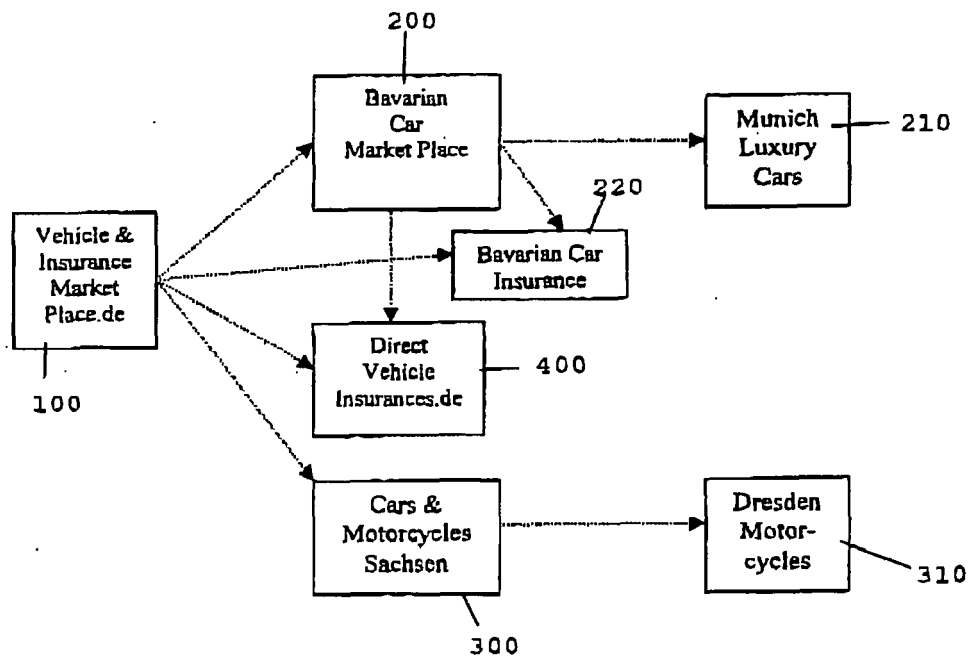 200
Bavarian
Car
Market Place
Munich
Luxury
Cars
210
220
Vehicle &
Insurance
Market
Place.de
100
Bavarian Car
Insurance
Direct
Vehicle
Insurances.de
400
Cars &
Motorcycles
Sachsen
300
Dresden
Motor-
cycles
310